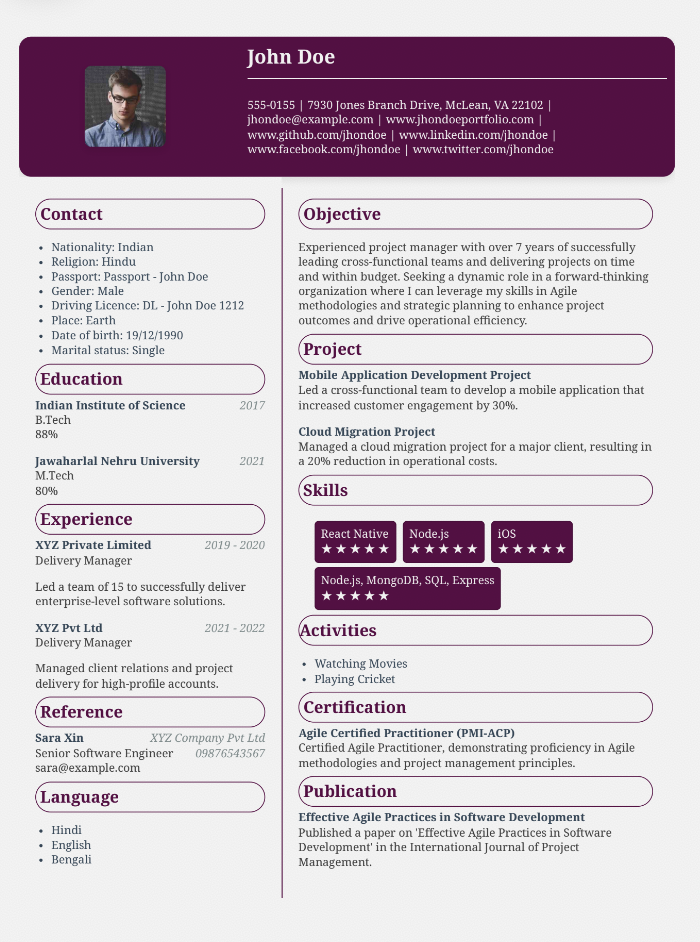 John Doe
555-0155 | 7930 Jones Branch Drive, McLean, VA 22102 |
jhondoe@example.com | www.jhondoeportfolio.com |
www.github.com/jhondoe | www.linkedin.com/jhondoe |
www.facebook.com/jhondoe | www.twitter.com/jhondoe
Contact
• Nationality: Indian
• Religion: Hindu
• Passport: Passport - John Doe
• Gender: Male
• Driving Licence: DL - John Doe 1212
• Place: Earth
• Date of birth: 19/12/1990
• Marital status: Single
Education
Indian Institute of Science 2017
B.Tech
88%
Jawaharlal Nehru University 2021
M.Tech
80%
Experience
XYZ Private Limited 2019 - 2020
Delivery Manager
Led a team of 15 to successfully deliver
enterprise-level software solutions.
XYZ Pvt Ltd 2021 - 2022
Delivery Manager
Managed client relations and project
delivery for high-profile accounts.
Reference
Sara Xin XYZ Company Pvt Ltd
Senior Software Engineer 09876543567
sara@example.com
Language
• Hindi
• English
• Bengali
Objective
Experienced project manager with over 7 years of successfully
leading cross-functional teams and delivering projects on time
and within budget. Seeking a dynamic role in a forward-thinking
organization where I can leverage my skills in Agile
methodologies and strategic planning to enhance project
outcomes and drive operational efficiency.
Project
Mobile Application Development Project
Led a cross-functional team to develop a mobile application that
increased customer engagement by 30%.
Cloud Migration Project
Managed a cloud migration project for a major client, resulting in
a 20% reduction in operational costs.
Skills
React Native Node.js iOS
★★★★★ ★★★★★ ★★★★★
Node.js, MongoDB, SQL, Express
★★★★★
Activities
• Watching Movies
• Playing Cricket
Certification
Agile Certified Practitioner (PMI-ACP)
Certified Agile Practitioner, demonstrating proficiency in Agile
methodologies and project management principles.
Publication
Effective Agile Practices in Software Development
Published a paper on 'Effective Agile Practices in Software
Development' in the International Journal of Project
Management.